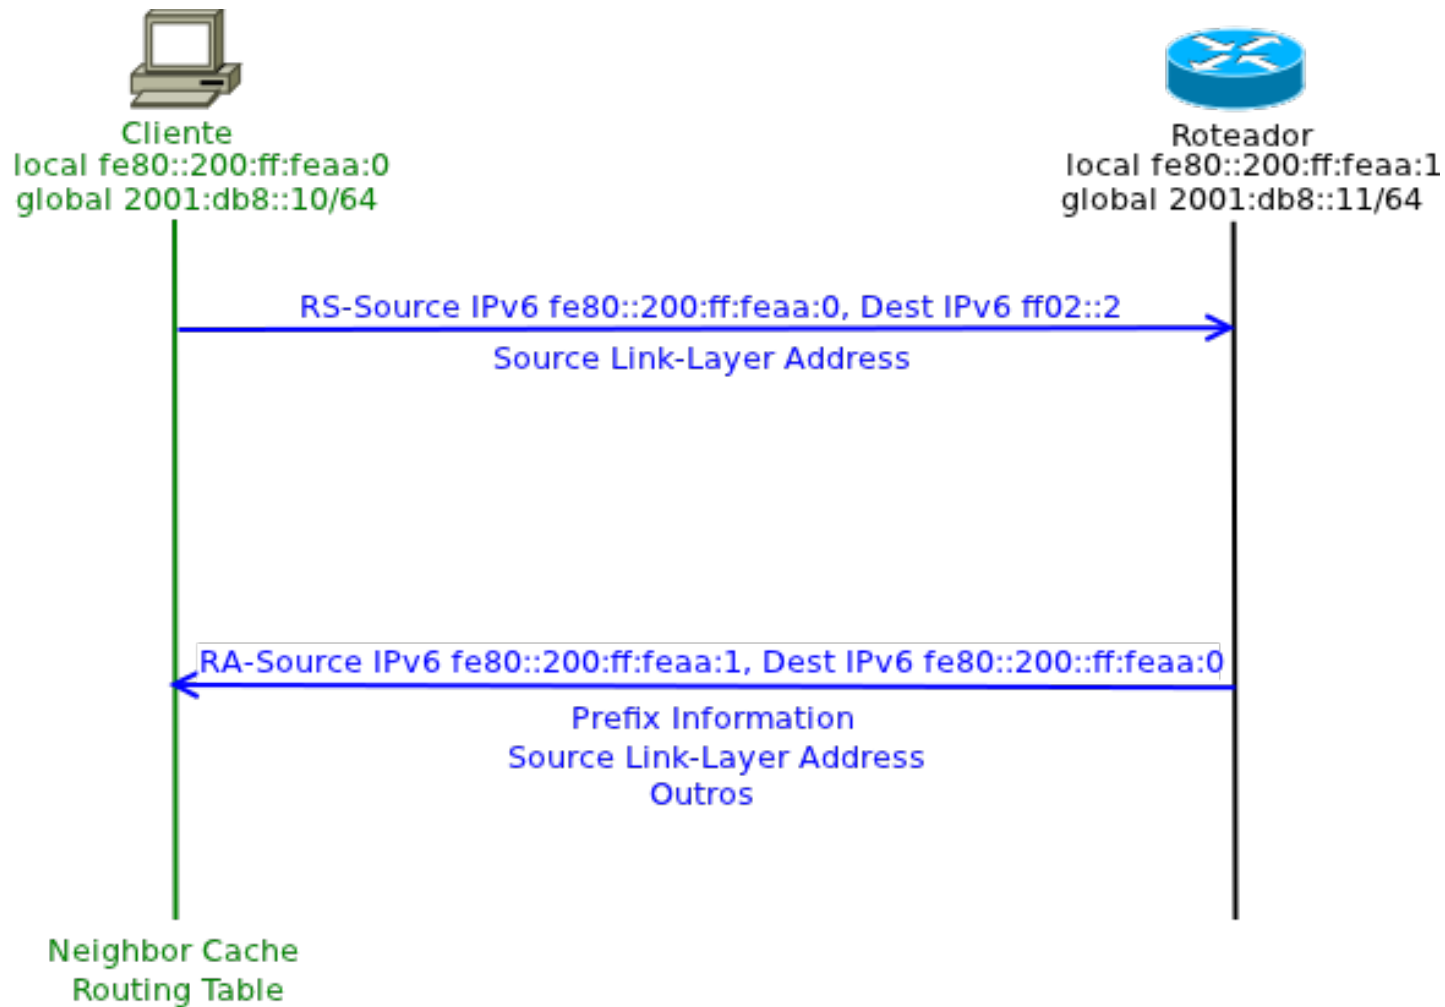 Cliente
local fe80::200:ff:feaa:0
global 2001:db8::10/64
Roteador
local fe80::200:ff:feaa:1
global 2001:db8::11/64
RS-Source IPv6 fe80::200:ff:feaa:0, Dest IPv6 ff02::2
Source Link-Layer Address
RA-Source IPv6 fe80::200:ff:feaa:1, Dest IPv6 fe80::200::ff:feaa:0
Prefix Information
Source Link-Layer Address
Outros
Neighbor Cache
Routing Table